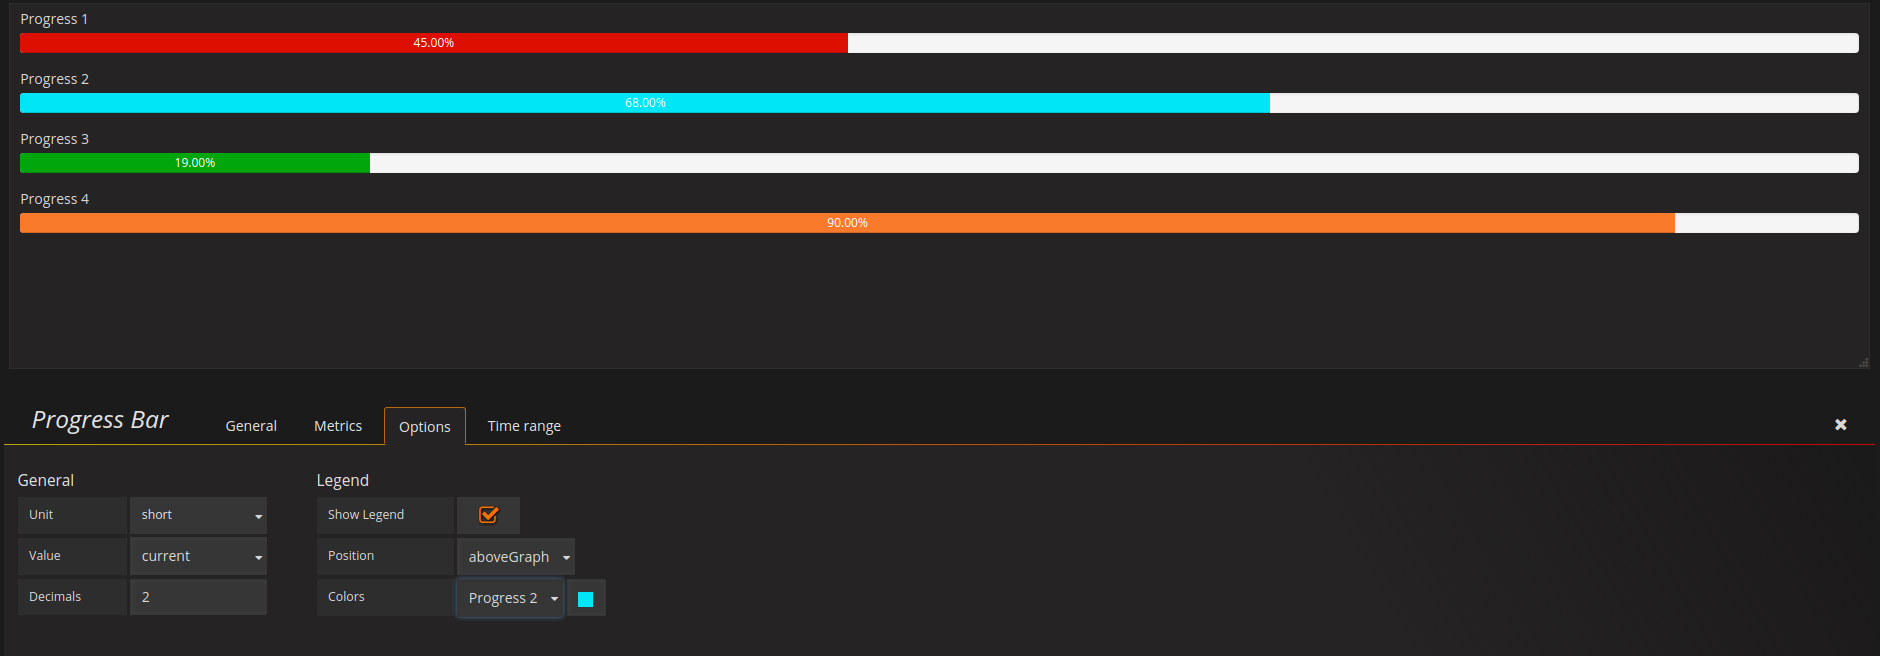 Progress 1
45.00%
Progress 2
68.00%
Progress 3
19.00%
Progress 4
90.00%
Progress Bar General Metrics Options Time range
General
Unit short
Value current
Decimals 2
Legend
Show Legend
Position aboveGraph
Colors Progress 2